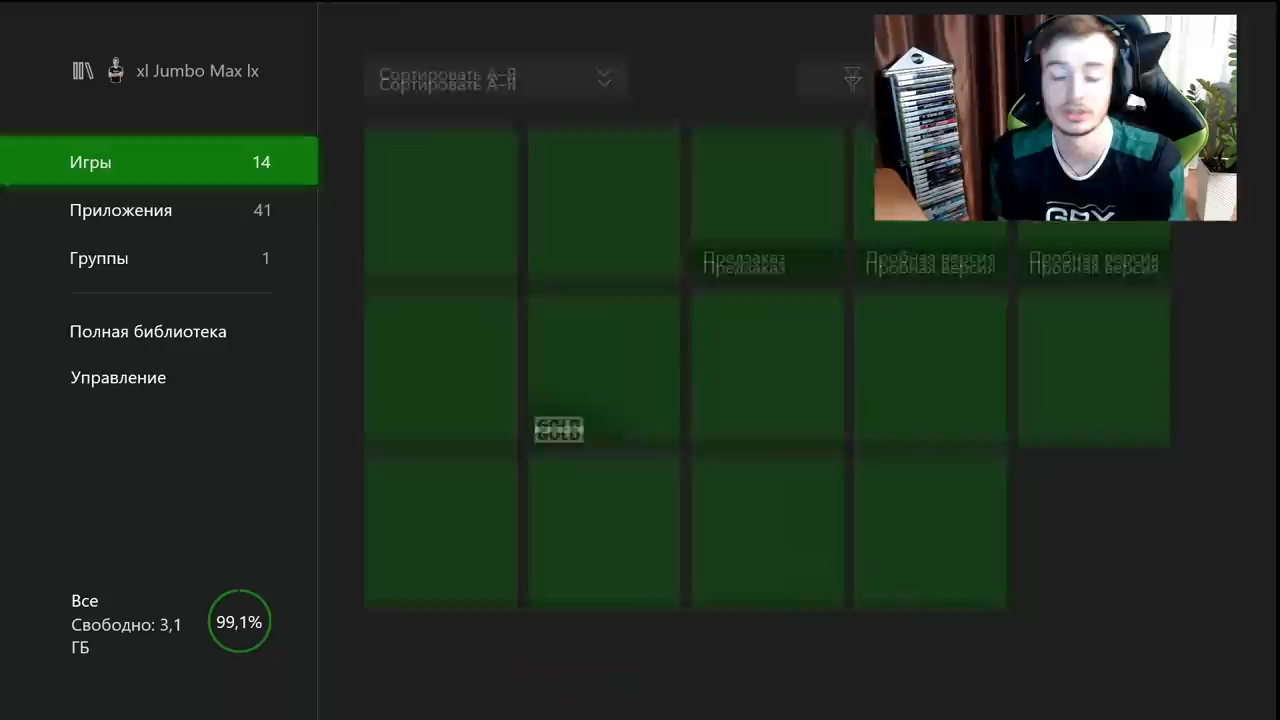 xl Jumbo Max lx
Игры 14
Приложения 41
Группы 1
Полная библиотека
Управление
Все
Свободно: 3,1
ГБ
99,1%
Сортировать А-Я
Предзаказ
Пробная версия
Пробная версия
GOLD